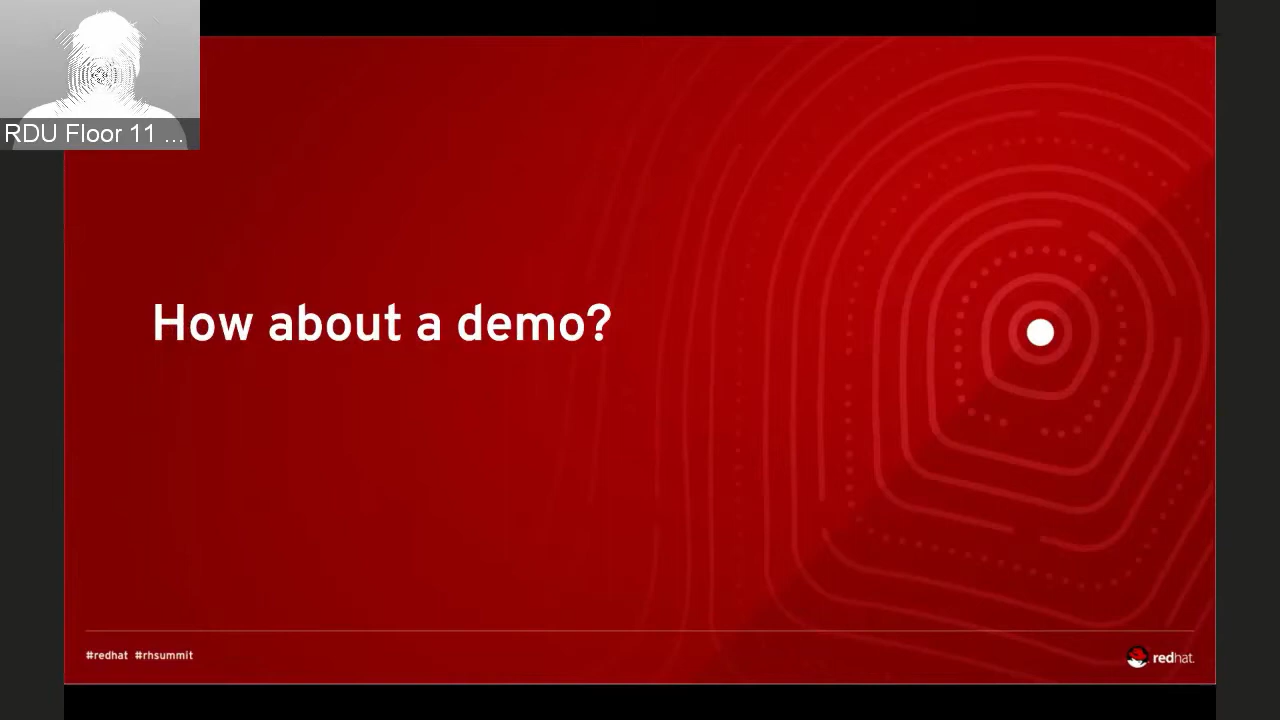 RDU Floor 11 ...
How about a demo?
#redhat #rhsummit
redhat.